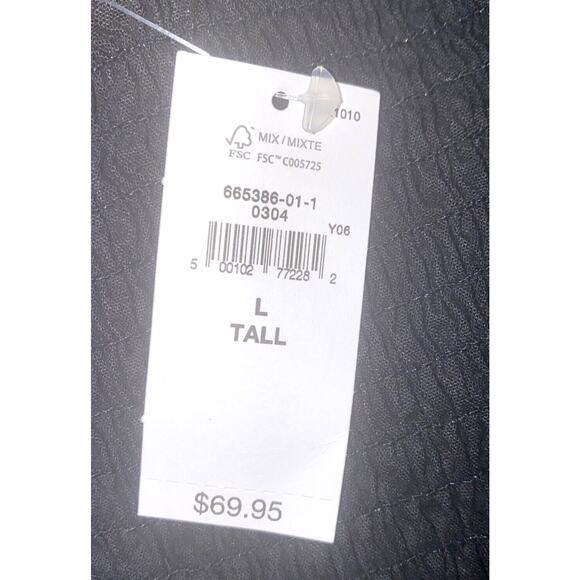 .1010
MIX / MIXTE
FSC FSC™ C005725
665386-01-1
0304
Y06
5 00102 77228 2
L
TALL
$69.95